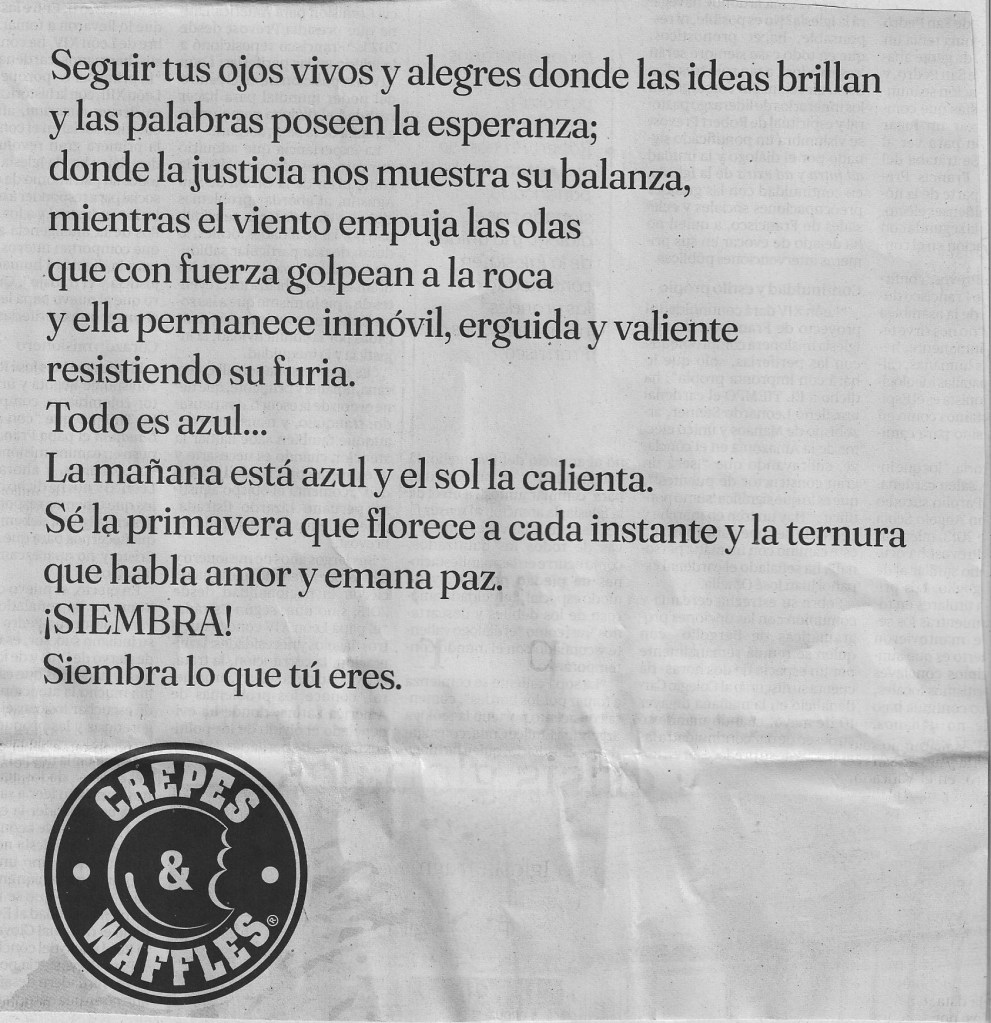 Seguir tus ojos vivos y alegres donde las ideas brillan
y las palabras poseen la esperanza;
donde la justicia nos muestra su balanza,
mientras el viento empuja las olas
que con fuerza golpean a la roca
y ella permanece inmóvil, erguida y valiente
resistiendo su furia.
Todo es azul...
La mañana está azul y el sol la calienta.
Sé la primavera que florece a cada instante y la ternura
que habla amor y emana paz.
¡SIEMBRA!
Siembra lo que tú eres.
CREPES
&
WAFFLES®